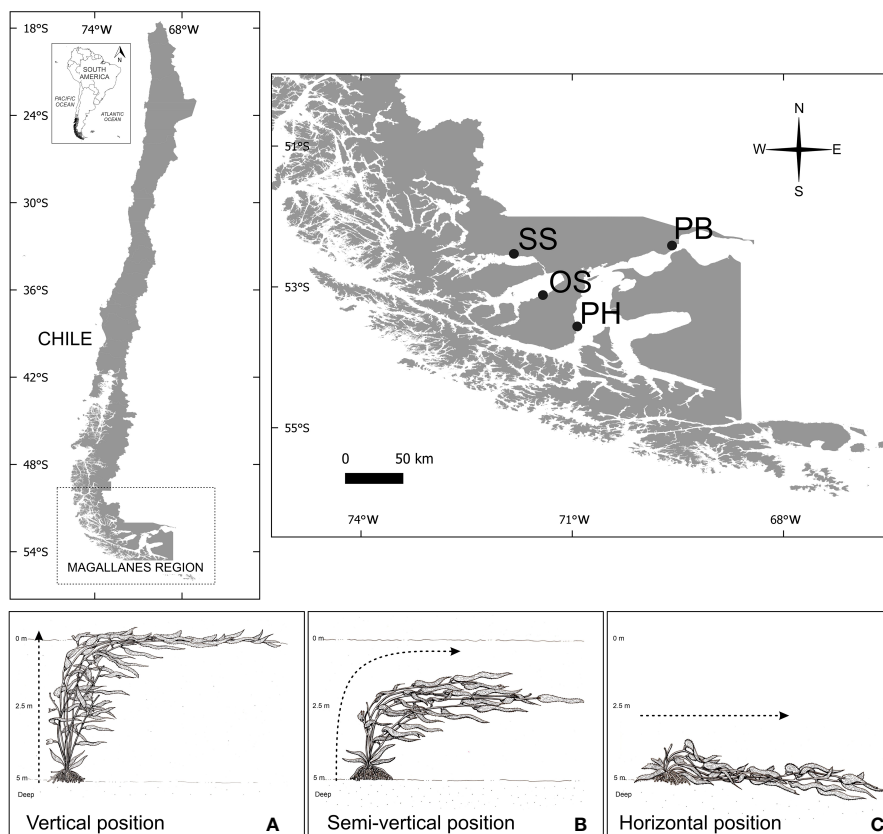 74°W 68°W
18°S
24°S
30°S
36°S
42°S
48°S
54°S
N
SOUTH
AMERICA
PACIFIC
OCEAN
ATLANTIC
OCEAN
CHILE
MAGALLANES REGION
51°S
53°S
55°S
N
W E
S
SS
PB
OS
PH
0 50 km
74°W 71°W 68°W
0 m
2.5 m
5 m
Deep
Vertical position A
0 m
2.5 m
5 m
Deep
Semi-vertical position B
0 m
2.5 m
5 m
Deep
Horizontal position C